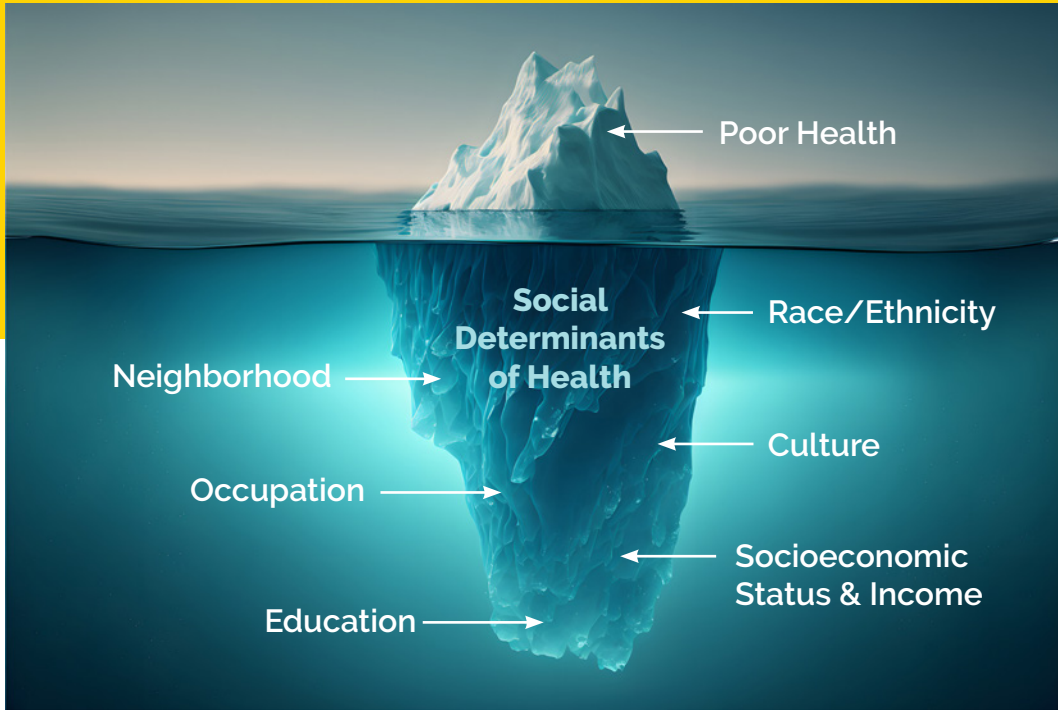 Poor Health
Social
Determinants
of Health
Race/Ethnicity
Neighborhood
Culture
Occupation
Socioeconomic
Status & Income
Education